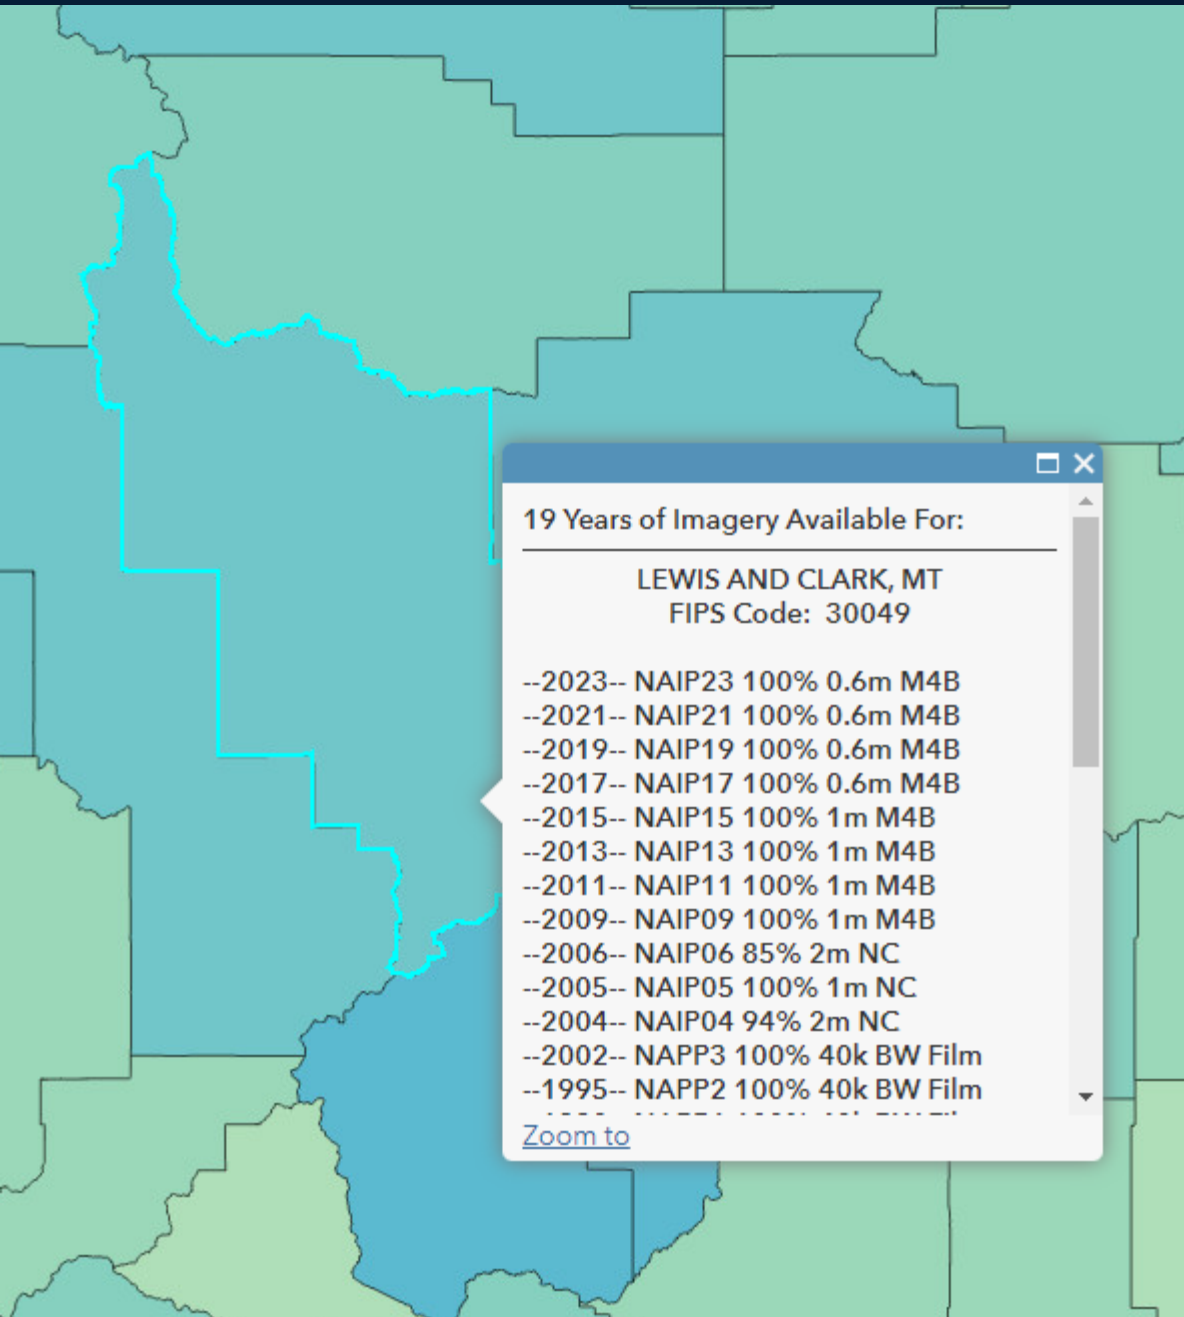 19 Years of Imagery Available For:
LEWIS AND CLARK, MT
FIPS Code: 30049
--2023-- NAIP23 100% 0.6m M4B
--2021-- NAIP21 100% 0.6m M4B
--2019-- NAIP19 100% 0.6m M4B
--2017-- NAIP17 100% 0.6m M4B
--2015-- NAIP15 100% 1m M4B
--2013-- NAIP13 100% 1m M4B
--2011-- NAIP11 100% 1m M4B
--2009-- NAIP09 100% 1m M4B
--2006-- NAIP06 85% 2m NC
--2005-- NAIP05 100% 1m NC
--2004-- NAIP04 94% 2m NC
--2002-- NAPP3 100% 40k BW Film
--1995-- NAPP2 100% 40k BW Film
Zoom to